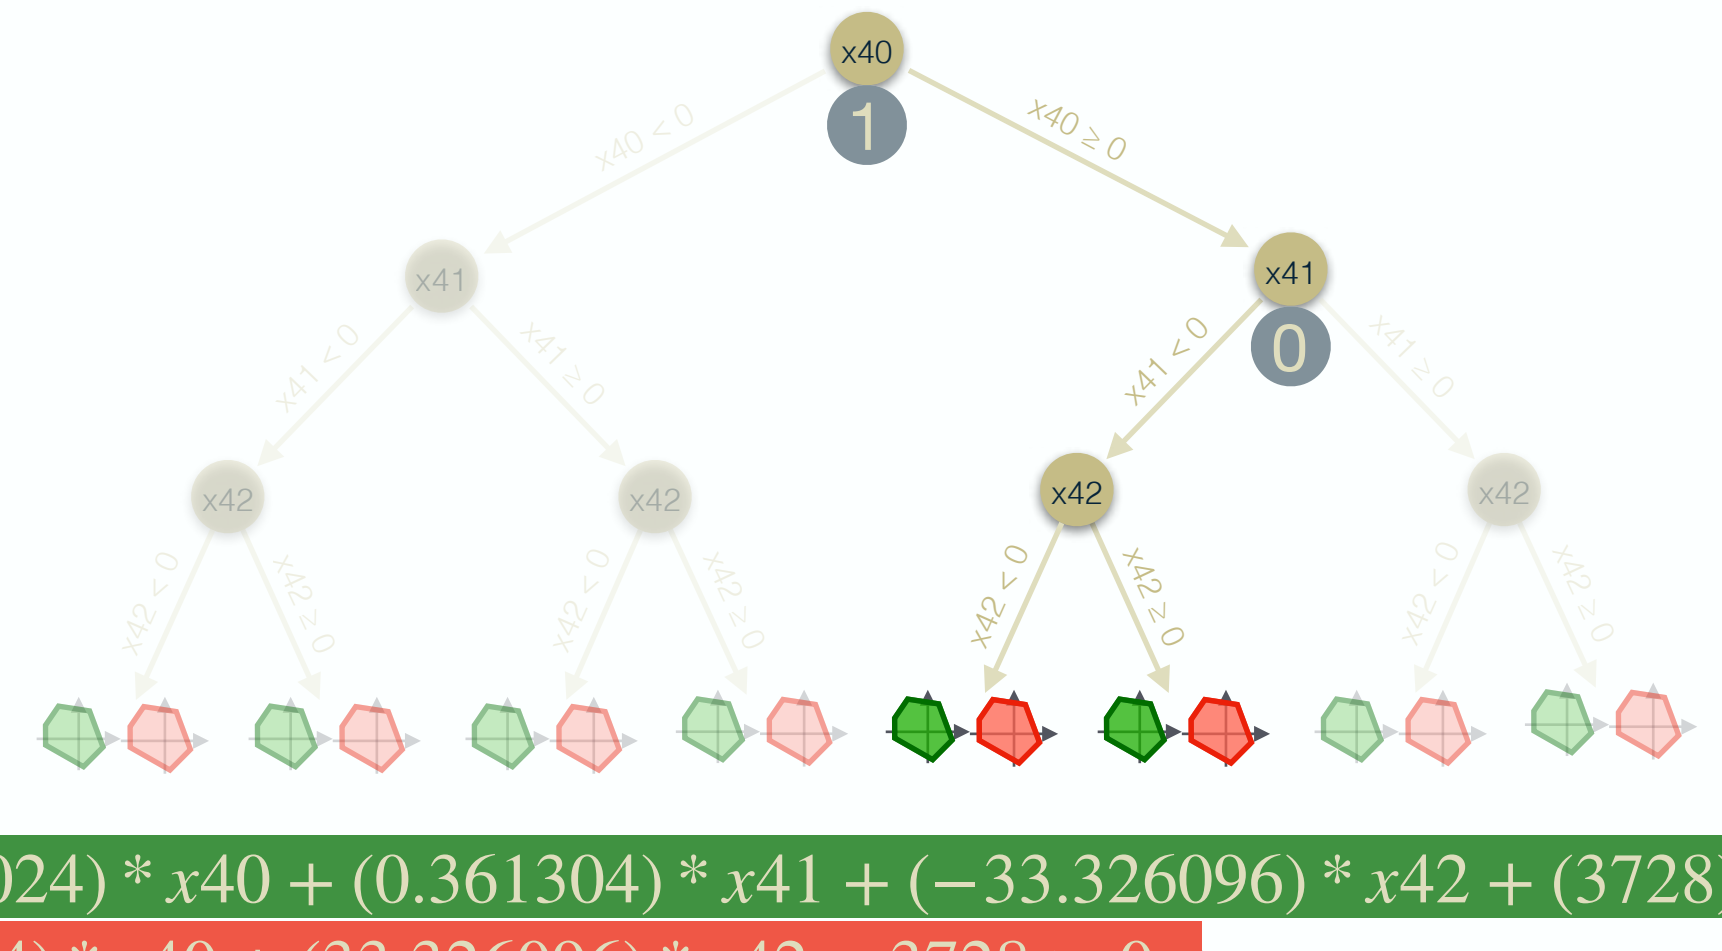 x40
1
x40 < 0
x40 ≥ 0
x41
x41
0
x41 < 0
x41 ≥ 0
x41 < 0
x41 ≥ 0
x42
x42
x42
x42
x42 < 0
x42 ≥ 0
x42 < 0
x42 ≥ 0
x42 < 0
x42 ≥ 0
x42 < 0
x42 ≥ 0
024) * x40 + (0.361304) * x41 + (−33.326096) * x42 + (3728)